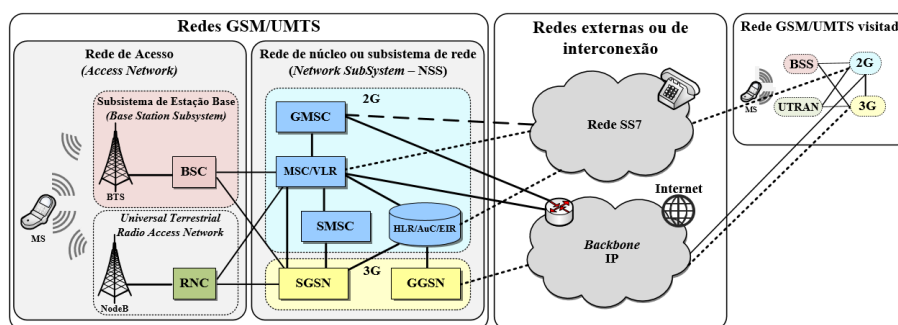 Redes GSM/UMTS
Rede de Acesso
(Access Network)
Subsistema de Estação Base
(Base Station Subsystem)
BTS
BSC
MS
Universal Terrestrial
Radio Access Network
NodeB
RNC
Rede de núcleo ou subsistema de rede
(Network SubSystem – NSS)
2G
GMSC
MSC/VLR
SMSC
HLR/AuC/EIR
3G
SGSN
GGSN
Redes externas ou de
interconexão
Rede SS7
Internet
Backbone
IP
Rede GSM/UMTS visitada
BSS
2G
MS
UTRAN
3G